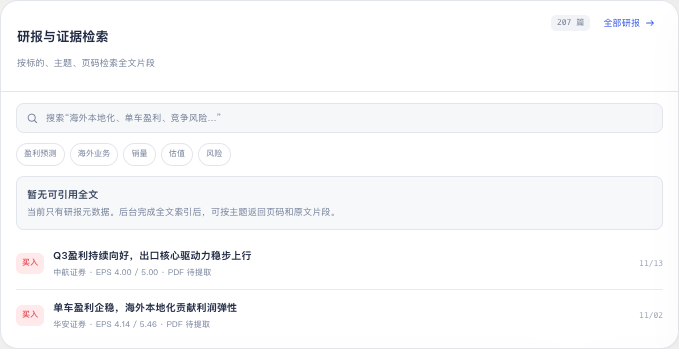 研报与证据检索
207 篇
全部研报 →
按标的、主题、页码检索全文片段
搜索“海外本地化、单车盈利、竞争风险…”
盈利预测
海外业务
销量
估值
风险
暂无可引用全文
当前只有研报元数据。后台完成全文索引后，可按主题返回页码和原文片段。
买入
Q3盈利持续向好，出口核心驱动力稳步上行
中航证券 · EPS 4.00 / 5.00 · PDF 待提取
11/13
买入
单车盈利企稳，海外本地化贡献利润弹性
华安证券 · EPS 4.14 / 5.46 · PDF 待提取
11/02